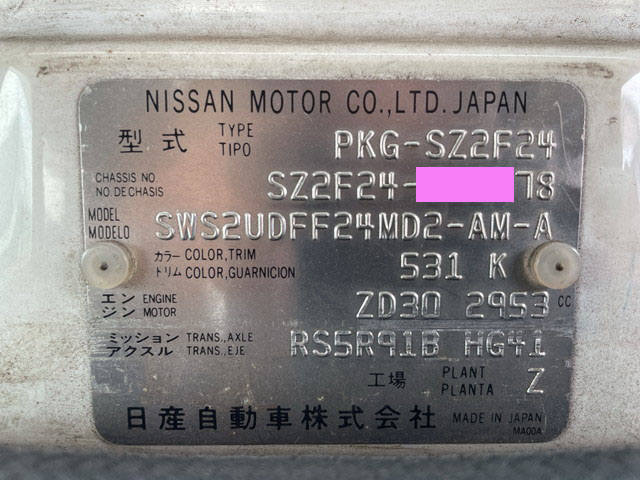 NISSAN MOTOR CO.,LTD. JAPAN
型式 TYPE TIPO PKG-SZ2F24
CHASSIS NO. NO. DE CHASIS SZ2F24- 78
MODEL MODELO SWS2UDFF24MD2-AM-A
カラー COLOR,TRIM
トリム COLOR,GUARNICION 531 K
エンジン ENGINE MOTOR ZD30 2953 CC
ミッション TRANS.,AXLE
アクスル TRANS.,EJE RS5R91B HG41
工場 PLANT PLANTA Z
日産自動車株式会社 MADE IN JAPAN
MA00A